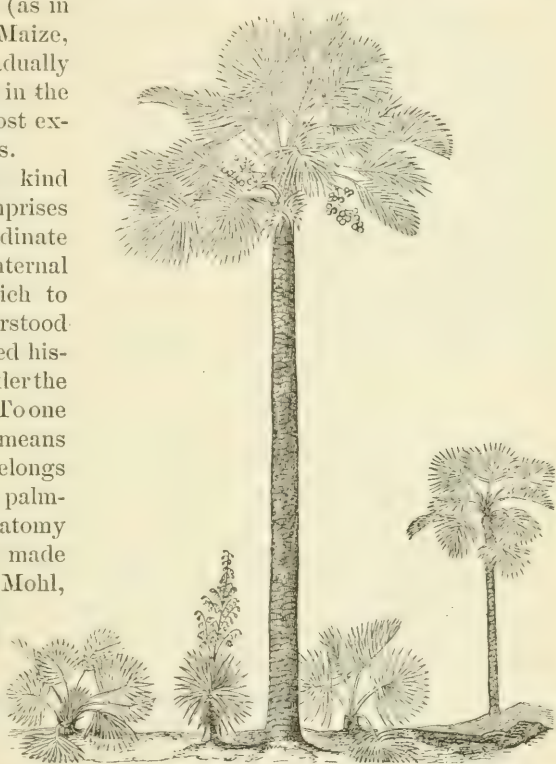 (as in
Maize,
dually
in the
ost ex-
s.
kind
nprises
dinate
nternal
ich to
rstood
ed his-
der the
To one
means
elongs
palm-
atomy
made
Mohl,